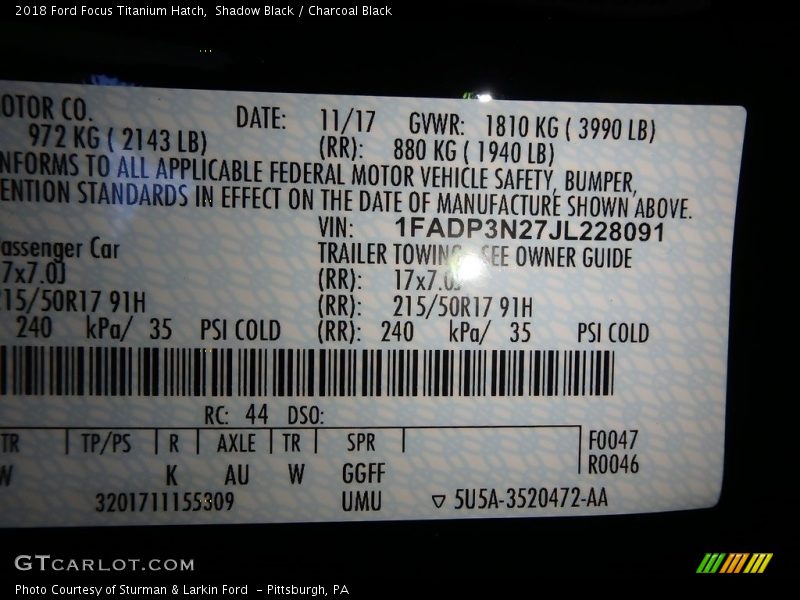 2018 Ford Focus Titanium Hatch, Shadow Black / Charcoal Black
OTOR CO.
DATE: 11/17 GVWR: 1810 KG ( 3990 LB)
972 KG ( 2143 LB) (RR): 880 KG ( 1940 LB)
NFORMS TO ALL APPLICABLE FEDERAL MOTOR VEHICLE SAFETY, BUMPER,
ENTION STANDARDS IN EFFECT ON THE DATE OF MANUFACTURE SHOWN ABOVE.
VIN: 1FADP3N27JL228091
assenger Car TRAILER TOWING SEE OWNER GUIDE
7x7.0J (RR): 17x7.0J
215/50R17 91H (RR): 215/50R17 91H
240 kPa/ 35 PSI COLD (RR): 240 kPa/ 35 PSI COLD
RC: 44 DSO:
TR TP/PS R AXLE TR SPR F0047
W K AU W GGFF R0046
3201711155309 UMU ▽ 5U5A-3520472-AA
GTCARLOT.COM
Photo Courtesy of Sturman & Larkin Ford - Pittsburgh, PA